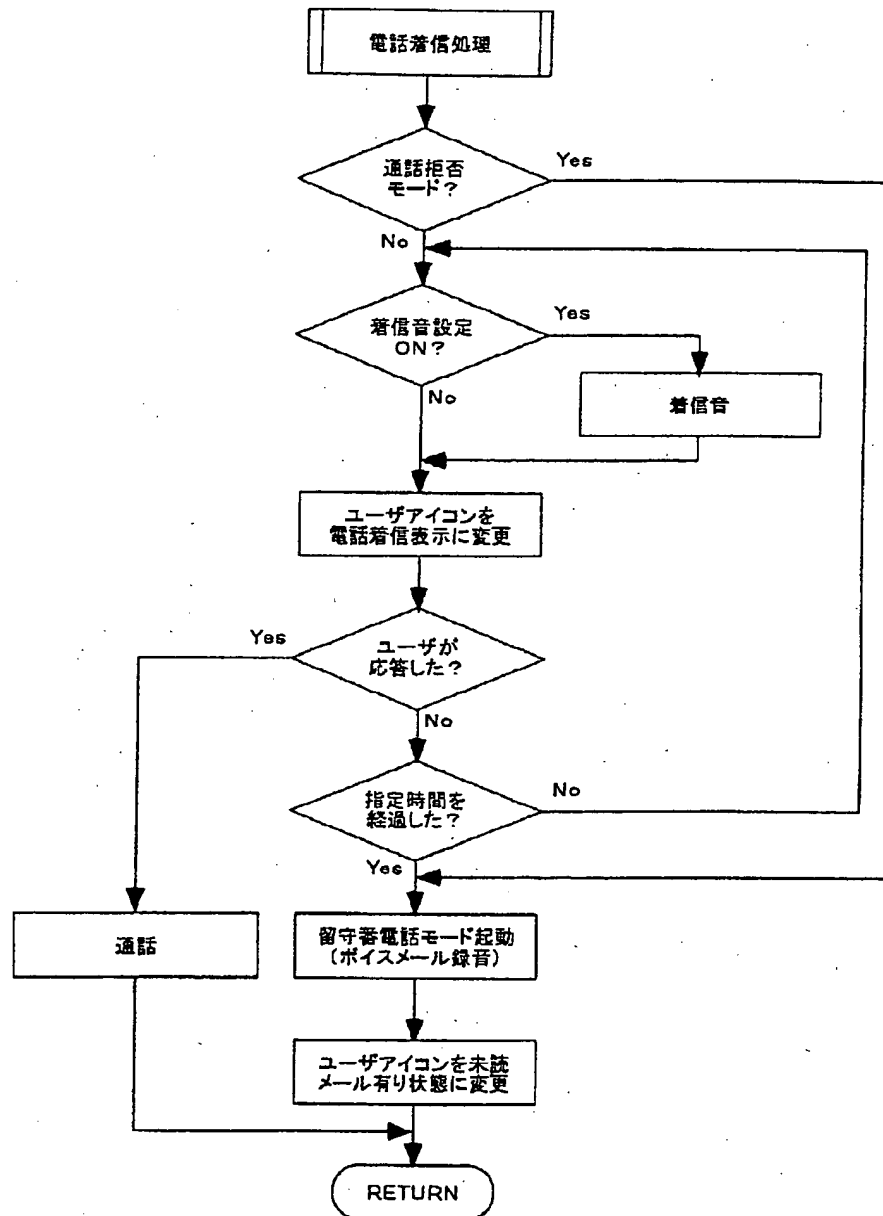 電話着信処理
通話拒否
モード？
Yes
No
着信音設定
ON？
Yes
No
着信音
ユーザアイコンを
電話着信表示に変更
ユーザが
応答した？
Yes
No
指定時間を
経過した？
No
Yes
通話
留守番電話モード起動
（ボイスメール録音）
ユーザアイコンを未読
メール有り状態に変更
RETURN